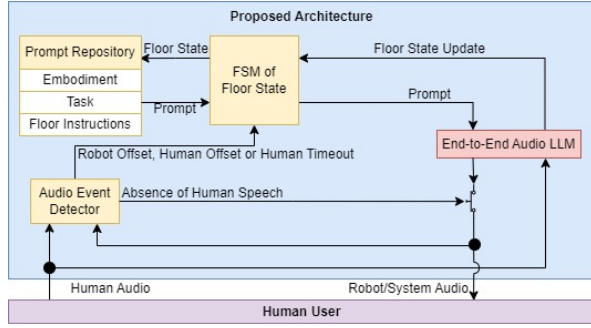 Proposed Architecture
Prompt Repository
Embodiment
Task
Floor Instructions
Floor State
Prompt
FSM of
Floor State
Floor State Update
Prompt
End-to-End Audio LLM
Robot Offset, Human Offset or Human Timeout
Audio Event
Detector
Absence of Human Speech
Human Audio
Robot/System Audio
Human User